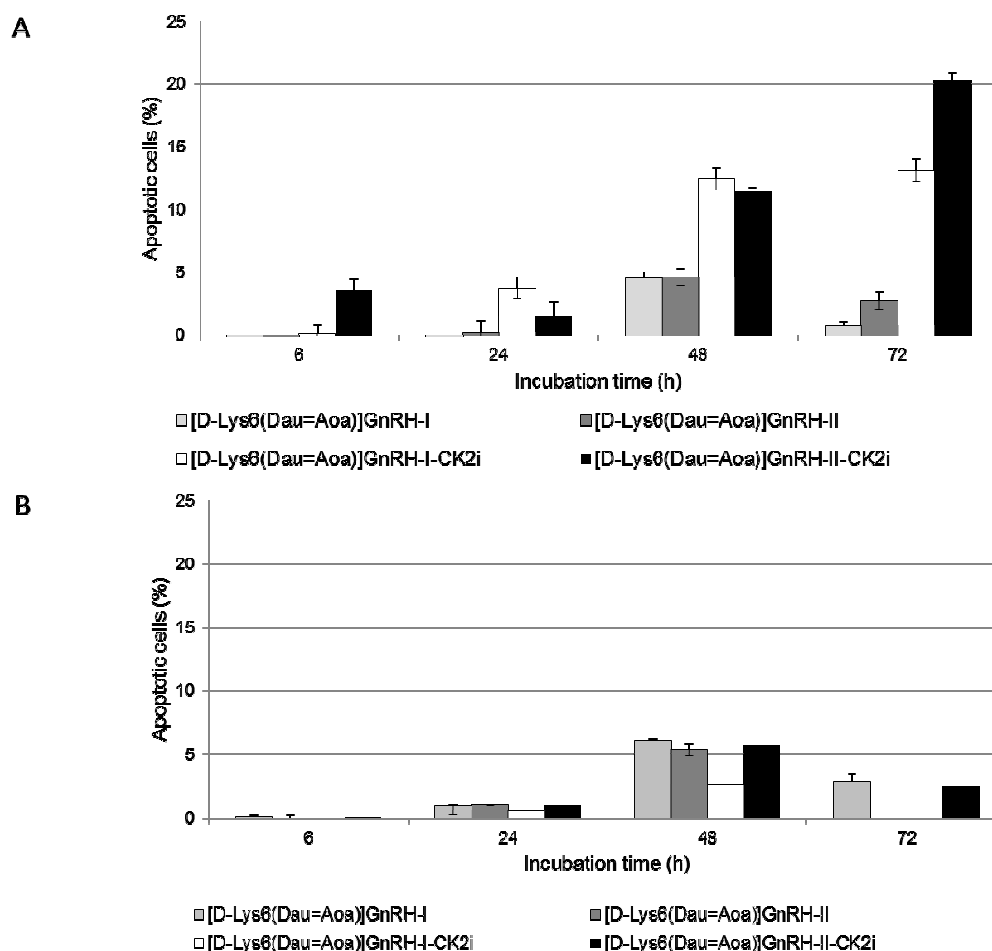 A
25
20
15
10
5
0
Apoptotic cells (%)
6 24 48 72
Incubation time (h)
[D-Lys6(Dau=Aoa)]GnRH-I [D-Lys6(Dau=Aoa)]GnRH-II
[D-Lys6(Dau=Aoa)]GnRH-I-CK2i [D-Lys6(Dau=Aoa)]GnRH-II-CK2i
B
25
20
15
10
5
0
Apoptotic cells (%)
6 24 48 72
Incubation time (h)
[D-Lys6(Dau=Aoa)]GnRH-I [D-Lys6(Dau=Aoa)]GnRH-II
[D-Lys6(Dau=Aoa)]GnRH-I-CK2i [D-Lys6(Dau=Aoa)]GnRH-II-CK2i